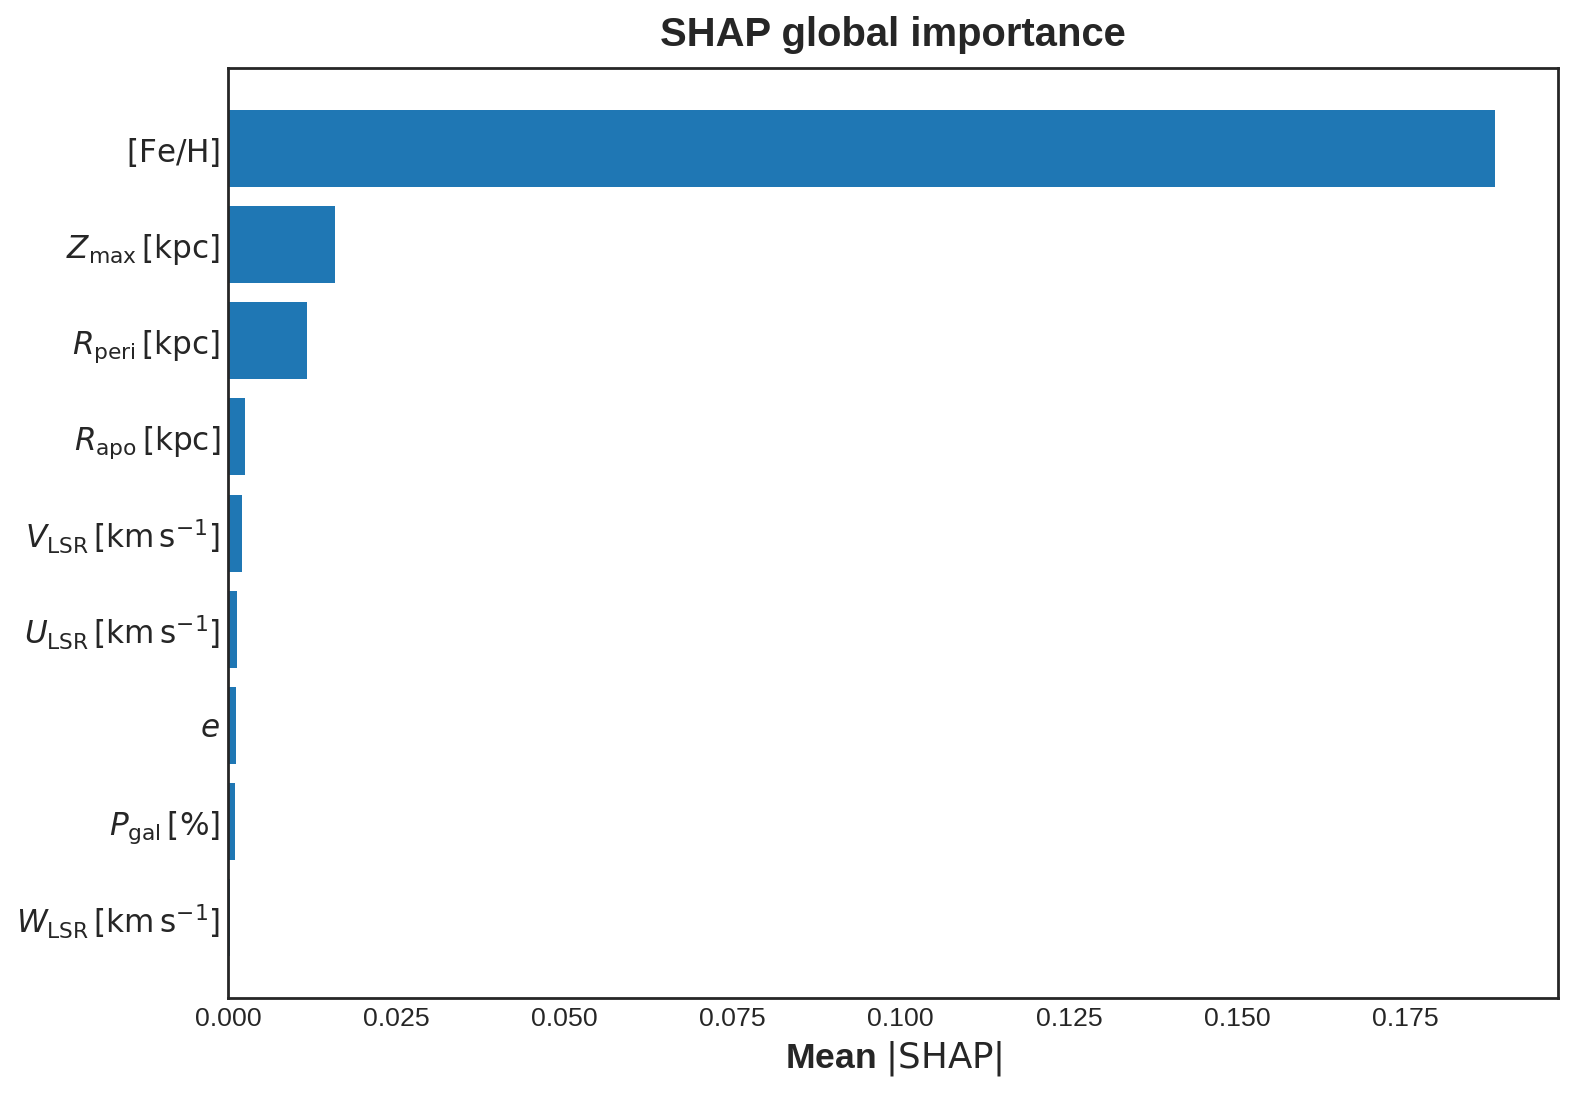 SHAP global importance
[Fe/H]
Z_max [kpc]
R_peri [kpc]
R_apo [kpc]
V_LSR [km s⁻¹]
U_LSR [km s⁻¹]
e
P_gal [%]
W_LSR [km s⁻¹]
0.000 0.025 0.050 0.075 0.100 0.125 0.150 0.175
Mean |SHAP|